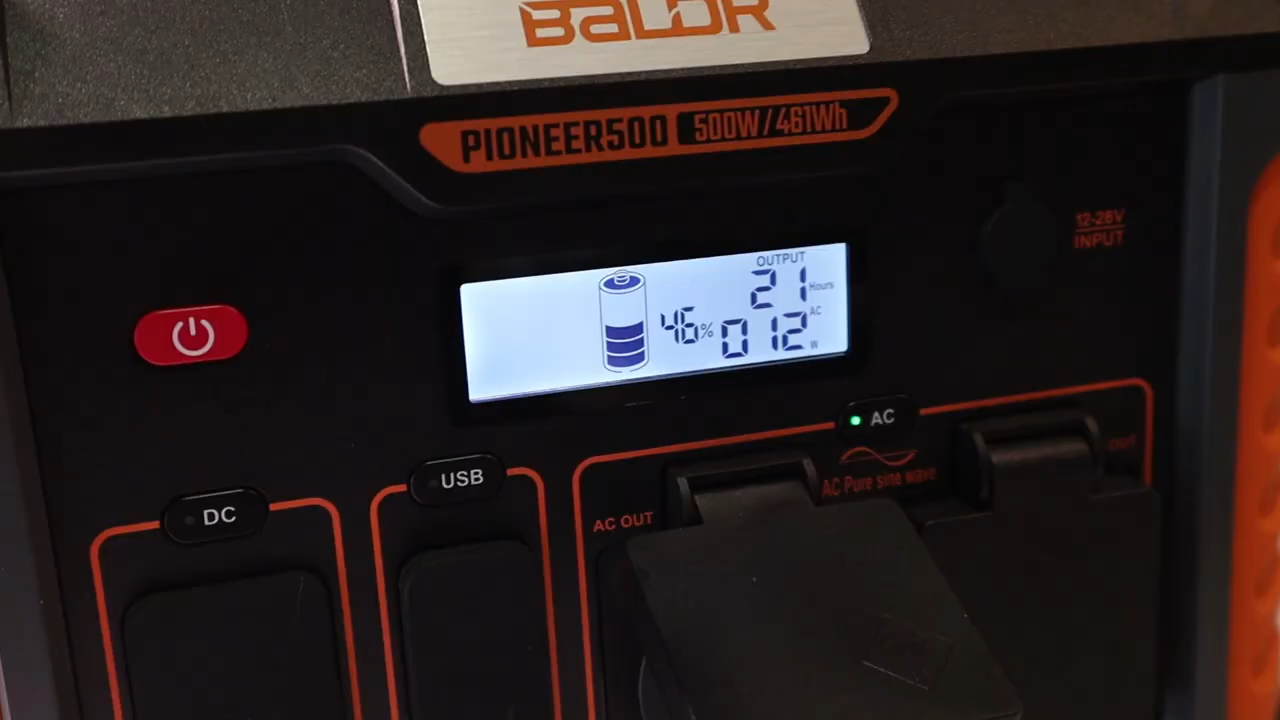 BALDR
PIONEER500 500W/461Wh
12-28V
INPUT
OUTPUT
21 Hours
46% 012 AC W
AC
USB
DC
AC Pure sine wave
AC OUT
OUT